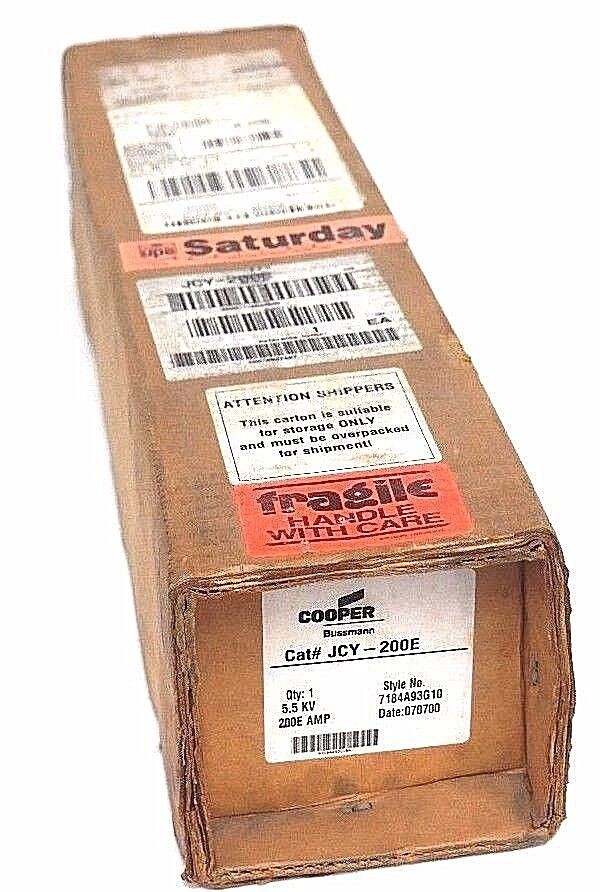 ups Saturday
JCY-200E
1
EA
ATTENTION SHIPPERS
This carton is suitable
for storage ONLY
and must be overpacked
for shipment!
fragile
HANDLE
WITH CARE
COOPER
Bussmann
Cat# JCY-200E
Qty: 1
Style No.
5.5 KV
7184A93G10
200E AMP
Date:070700